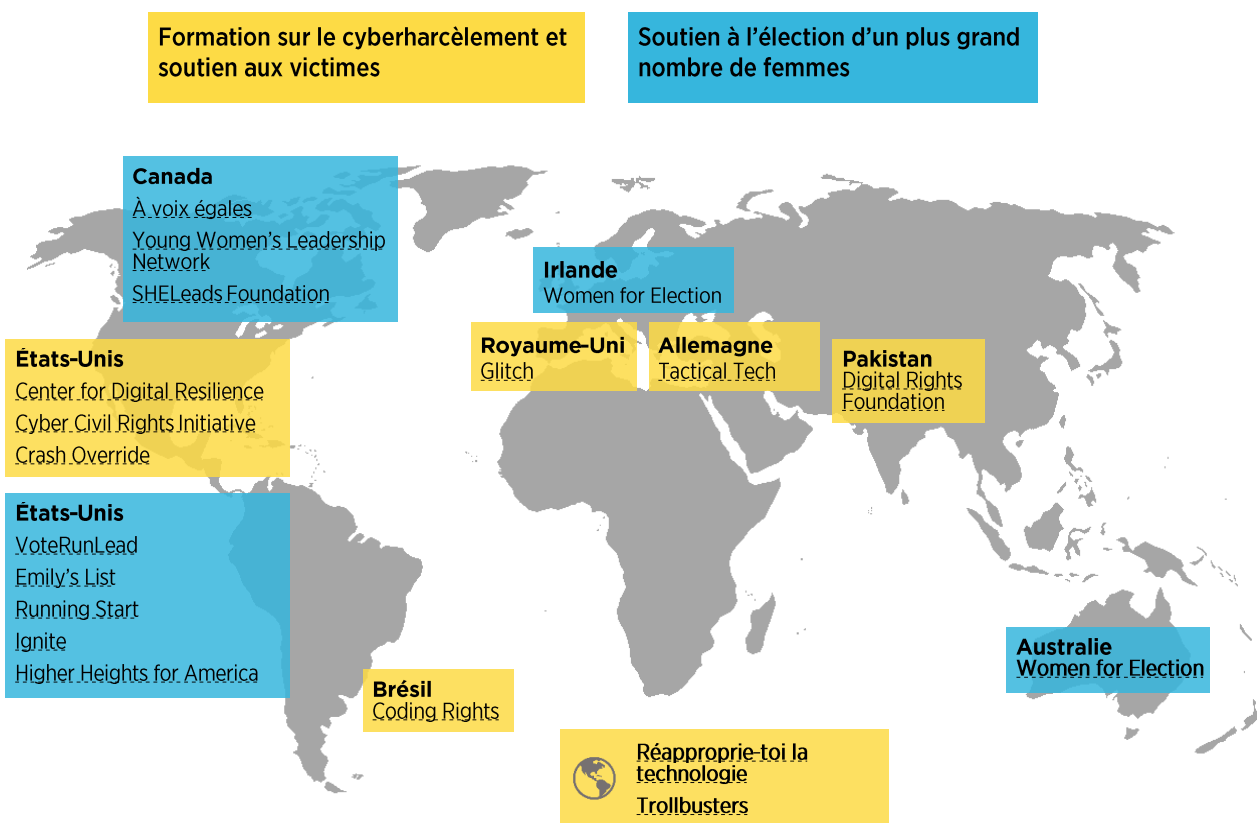 Formation sur le cyberharcèlement et
soutien aux victimes
Soutien à l’élection d’un plus grand
nombre de femmes
Canada
À voix égales
Young Women’s Leadership
Network
SHELeads Foundation
Irlande
Women for Election
États-Unis
Center for Digital Resilience
Cyber Civil Rights Initiative
Crash Override
Royaume-Uni
Glitch
Allemagne
Tactical Tech
Pakistan
Digital Rights
Foundation
États-Unis
VoteRunLead
Emily’s List
Running Start
Ignite
Higher Heights for America
Brésil
Coding Rights
Australie
Women for Election
Réapproprie-toi la
technologie
Trollbusters